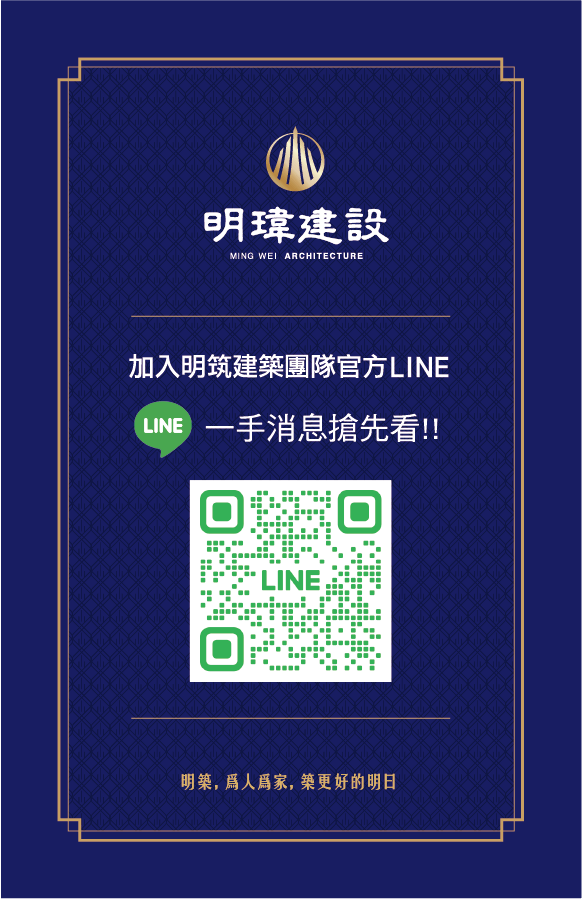 明瑋建設
MING WEI ARCHITECTURE
加入明筑建築團隊官方LINE
LINE 一手消息搶先看!!
LINE
明築,爲人爲家,築更好的明日